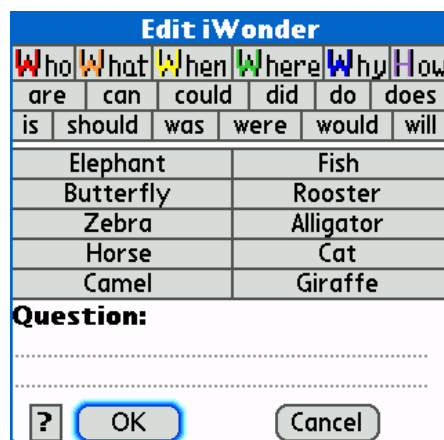 Edit iWonder
Who What When Where Why How
are can could did do does
is should was were would will
Elephant Fish
Butterfly Rooster
Zebra Alligator
Horse Cat
Camel Giraffe
Question:
? OK Cancel